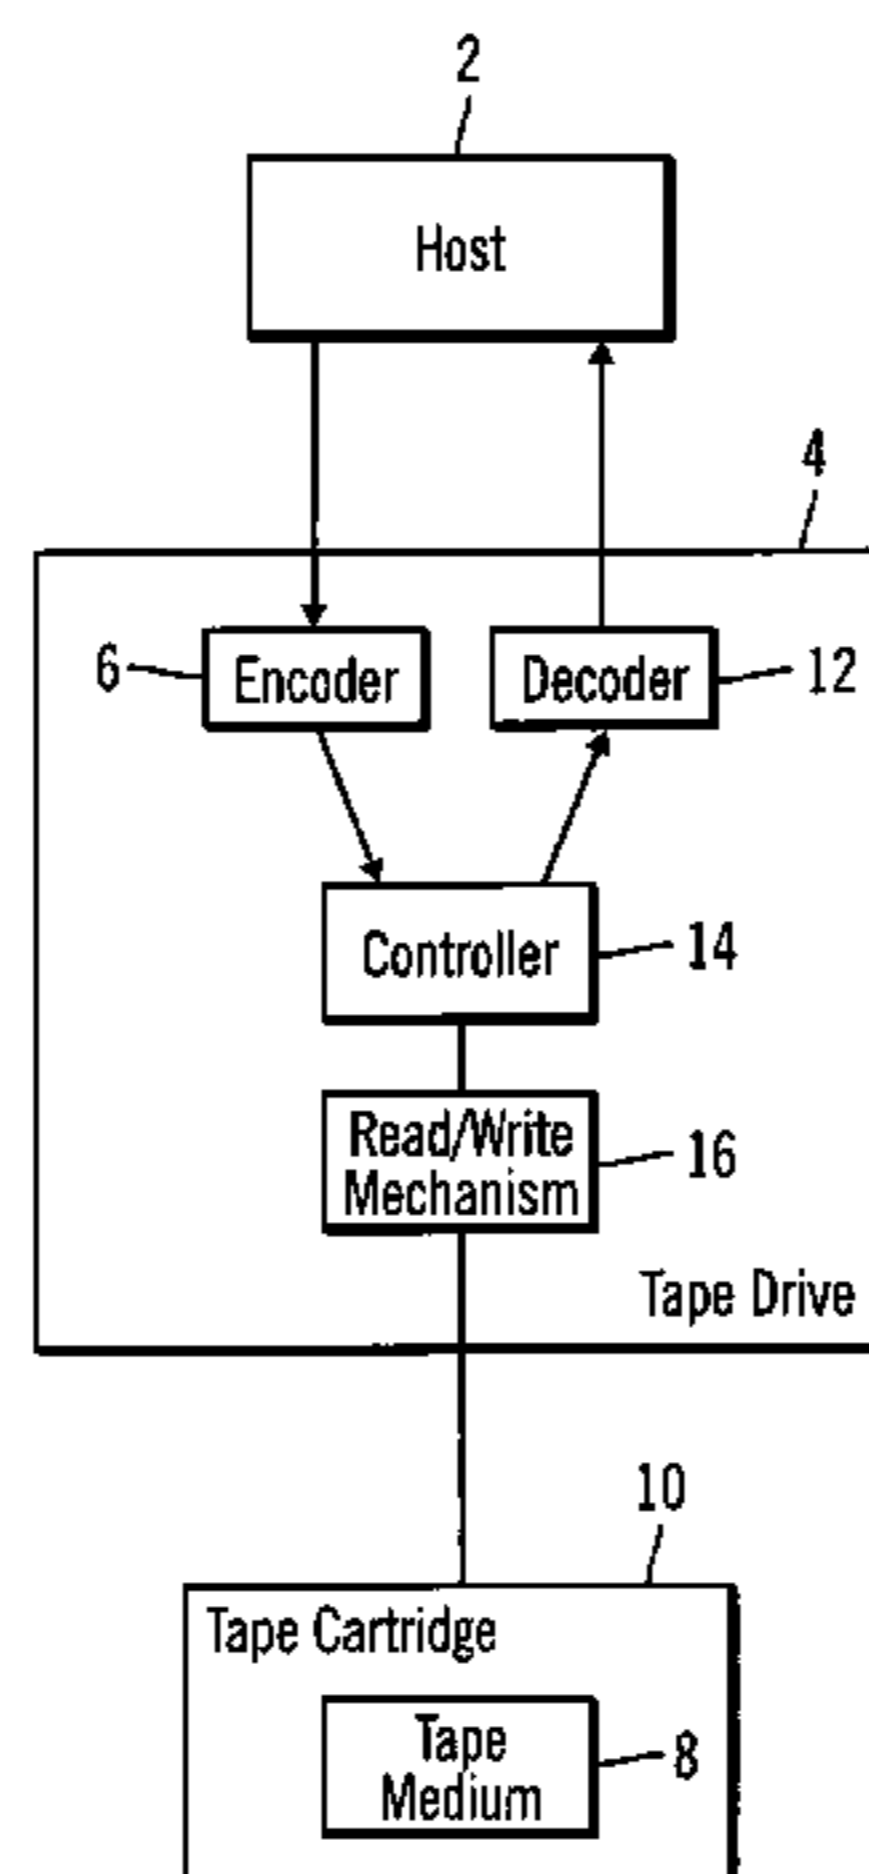 2
Host
4
6
Encoder
Decoder
12
Controller
14
Read/Write
Mechanism
16
Tape Drive
10
Tape Cartridge
Tape
Medium
8